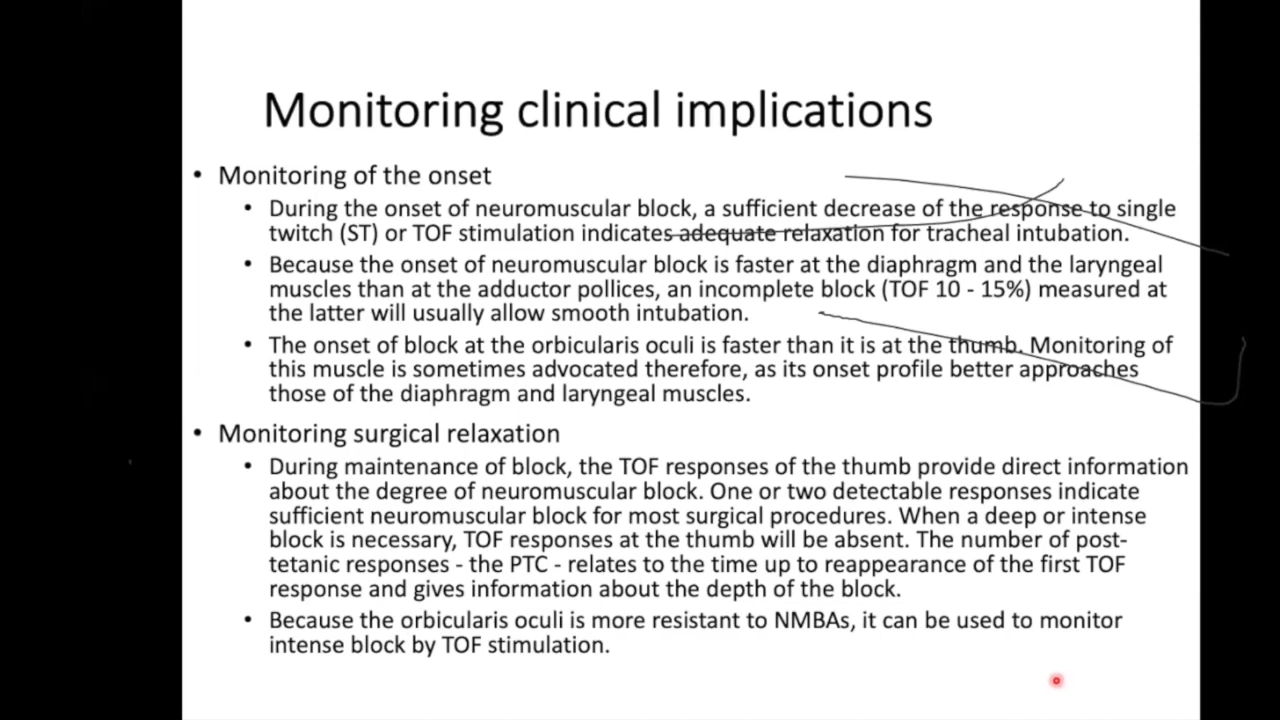 Monitoring clinical implications
• Monitoring of the onset
• During the onset of neuromuscular block, a sufficient decrease of the response to single
twitch (ST) or TOF stimulation indicates adequate relaxation for tracheal intubation.
• Because the onset of neuromuscular block is faster at the diaphragm and the laryngeal
muscles than at the adductor pollices, an incomplete block (TOF 10 - 15%) measured at
the latter will usually allow smooth intubation.
• The onset of block at the orbicularis oculi is faster than it is at the thumb. Monitoring of
this muscle is sometimes advocated therefore, as its onset profile better approaches
those of the diaphragm and laryngeal muscles.
• Monitoring surgical relaxation
• During maintenance of block, the TOF responses of the thumb provide direct information
about the degree of neuromuscular block. One or two detectable responses indicate
sufficient neuromuscular block for most surgical procedures. When a deep or intense
block is necessary, TOF responses at the thumb will be absent. The number of post-
tetanic responses - the PTC - relates to the time up to reappearance of the first TOF
response and gives information about the depth of the block.
• Because the orbicularis oculi is more resistant to NMBAs, it can be used to monitor
intense block by TOF stimulation.